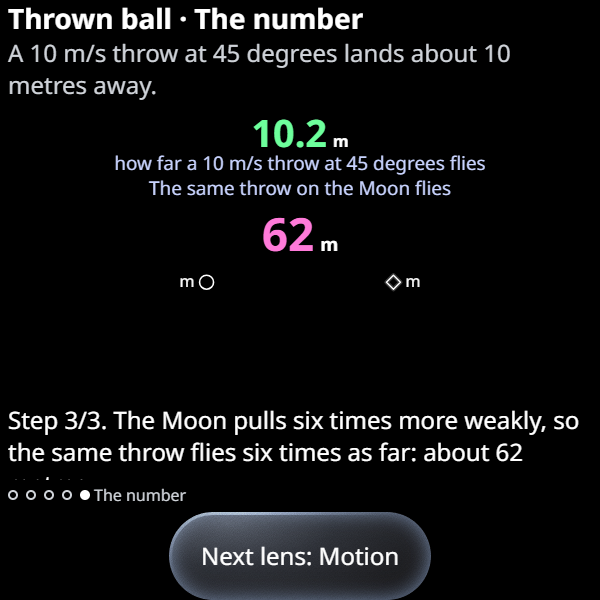 Thrown ball · The number
A 10 m/s throw at 45 degrees lands about 10
metres away.
10.2 m
how far a 10 m/s throw at 45 degrees flies
The same throw on the Moon flies
62 m
m
m
Step 3/3. The Moon pulls six times more weakly, so
the same throw flies six times as far: about 62
The number
Next lens: Motion